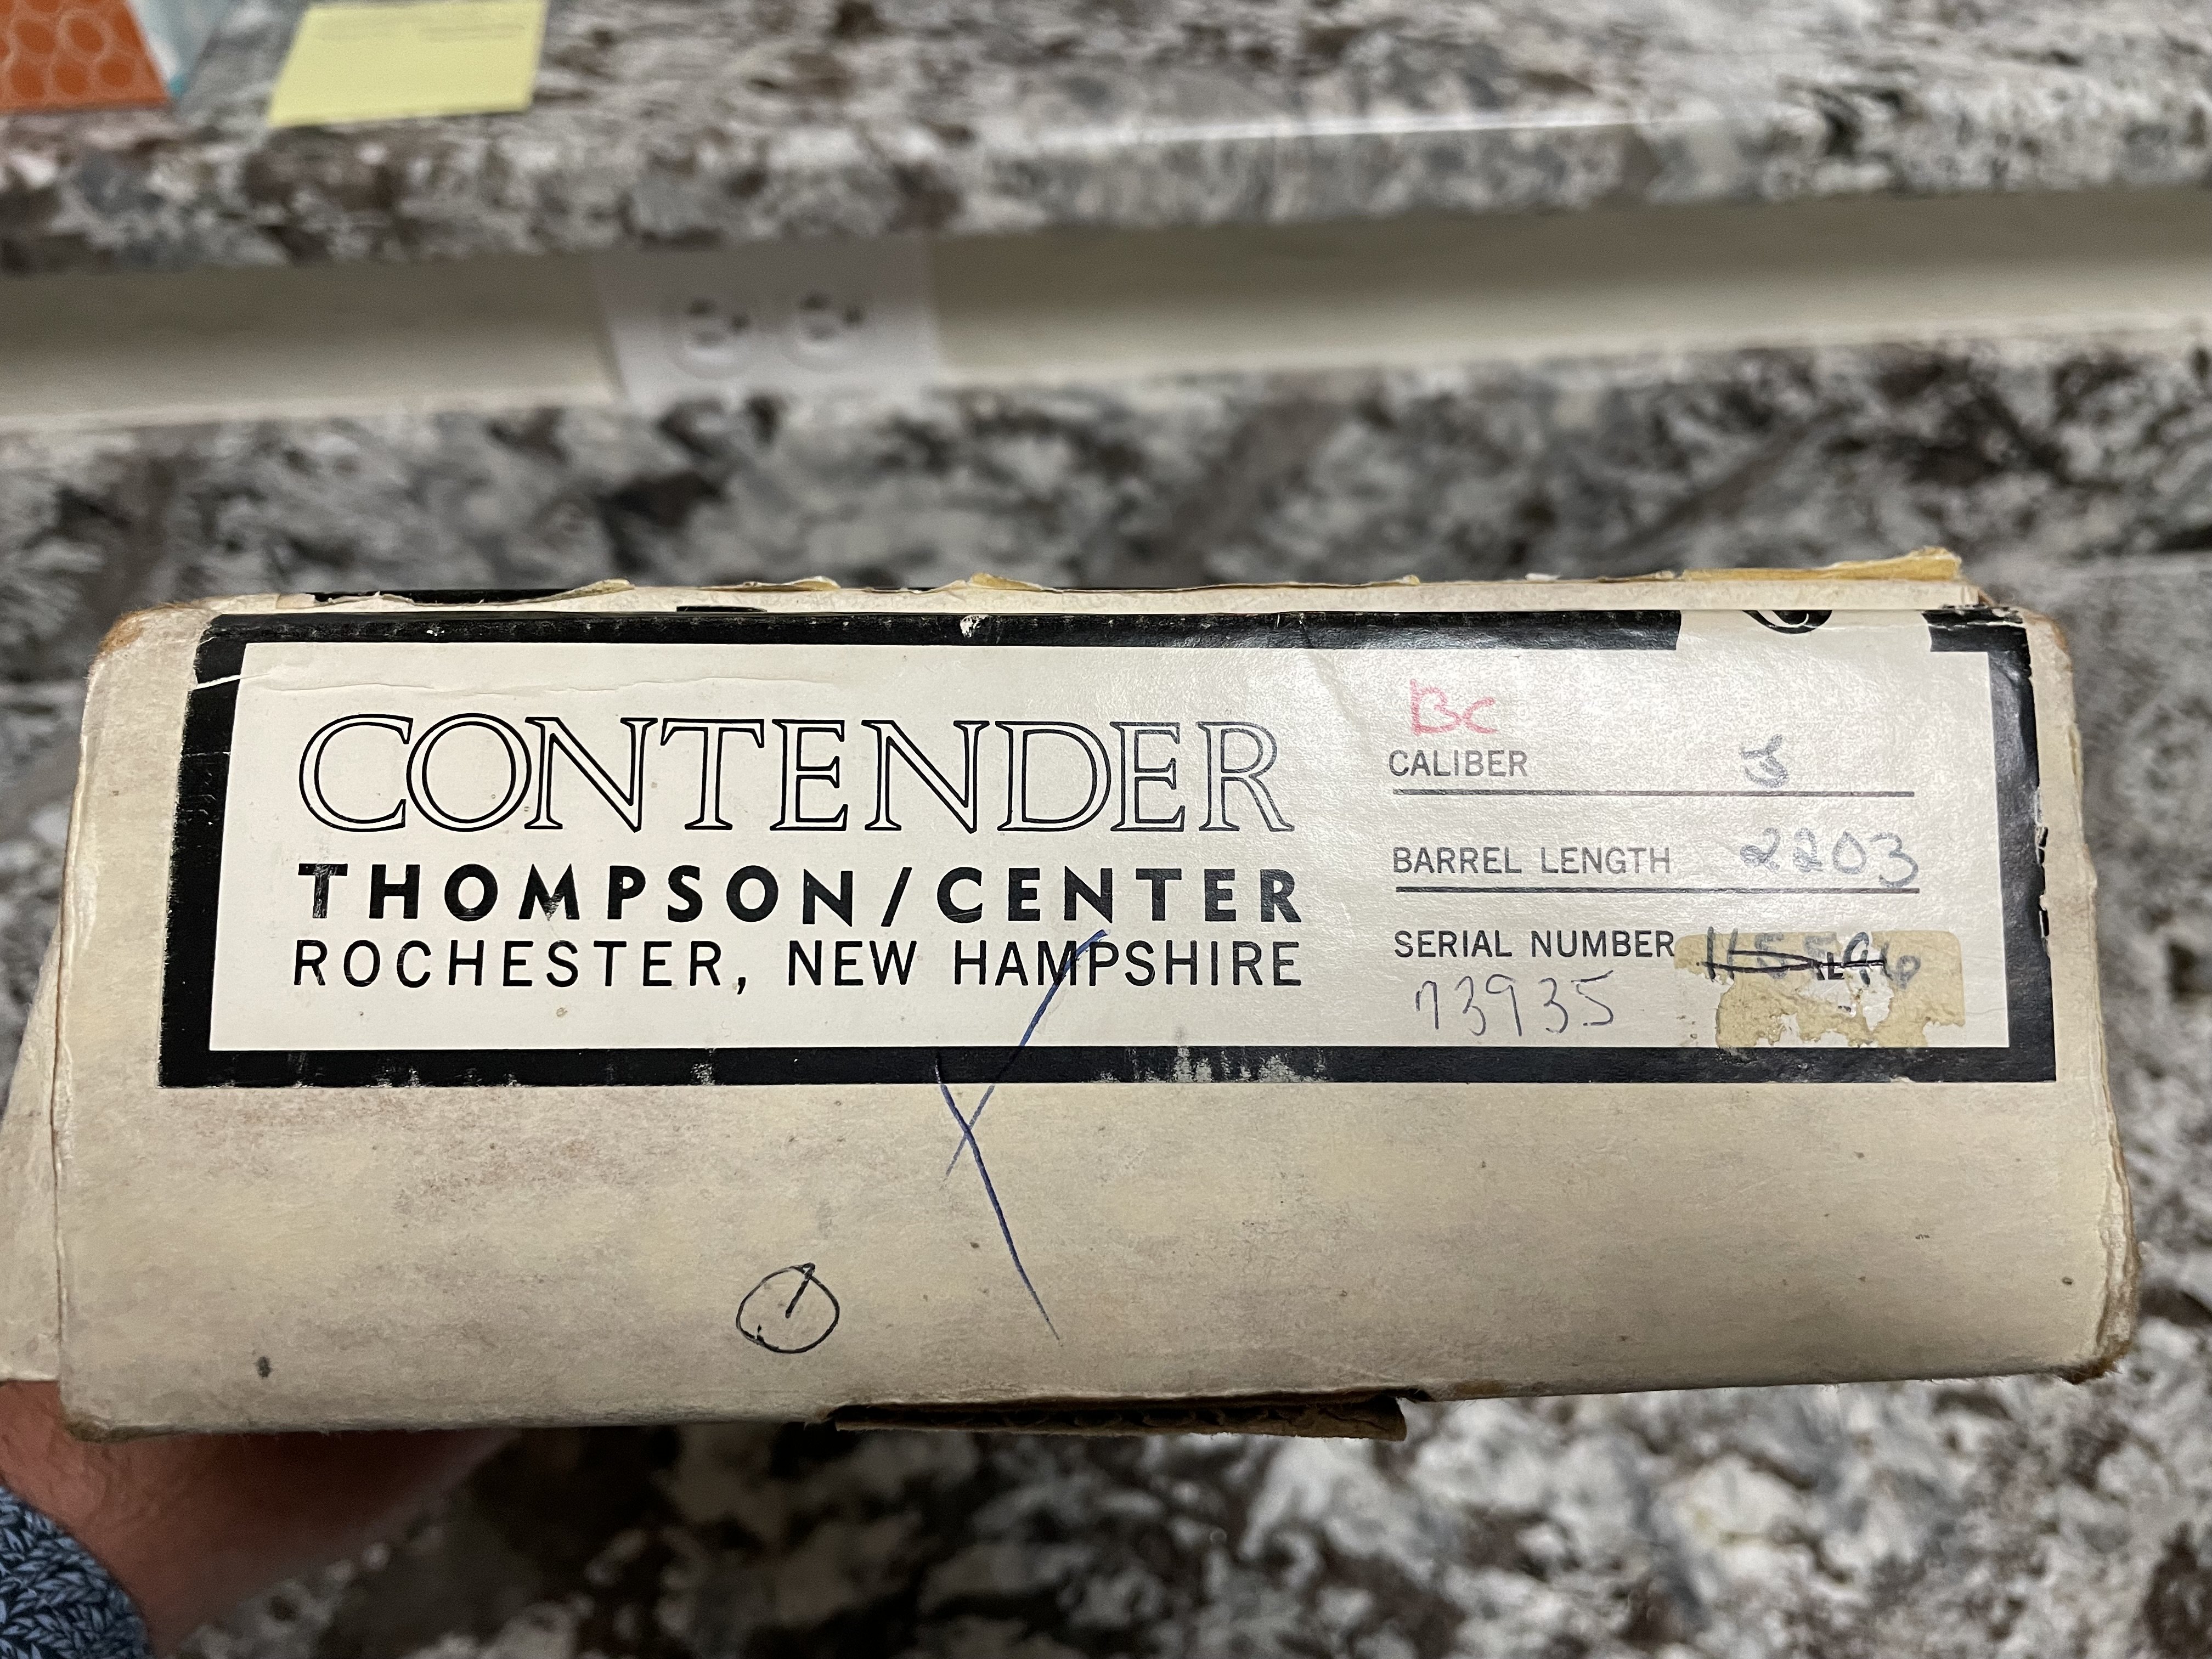 CONTENDER
THOMPSON/CENTER
ROCHESTER, NEW HAMPSHIRE
BC
CALIBER
BARREL LENGTH 2203
SERIAL NUMBER
73935